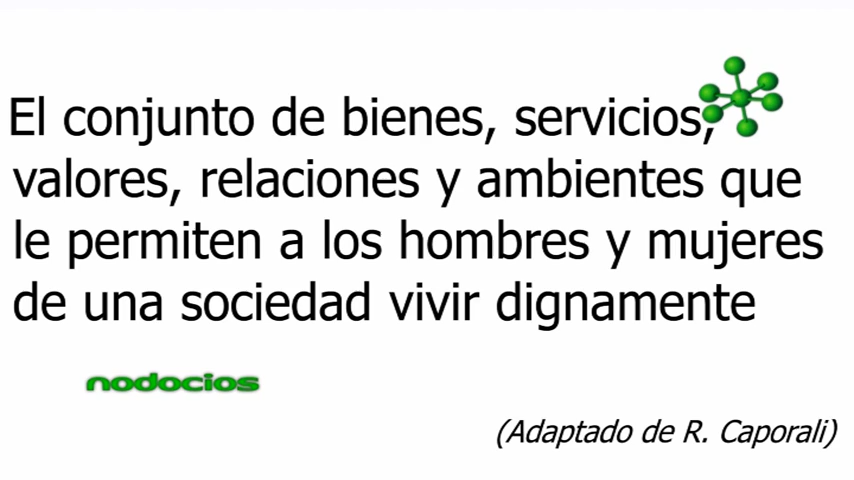 El conjunto de bienes, servicios,
valores, relaciones y ambientes que
le permiten a los hombres y mujeres
de una sociedad vivir dignamente
nodocios
(Adaptado de R. Caporali)